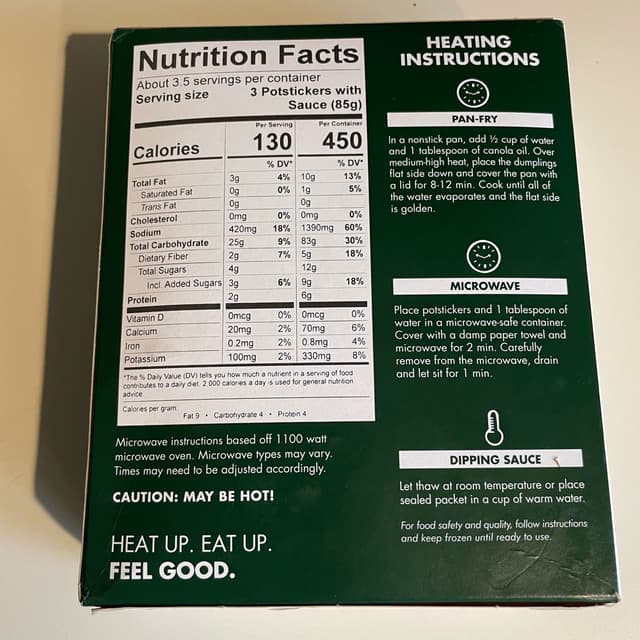 Nutrition Facts
About 3.5 servings per container
Serving size 3 Potstickers with
Sauce (85g)
Per Serving Per Container
Calories 130 450
% DV* % DV*
Total Fat 3g 4% 10g 13%
Saturated Fat 0g 0% 1g 5%
Trans Fat 0g 0g
Cholesterol 0mg 0% 0mg 0%
Sodium 420mg 18% 1390mg 60%
Total Carbohydrate 25g 9% 83g 30%
Dietary Fiber 2g 7% 5g 18%
Total Sugars 4g 12g
Incl. Added Sugars 3g 6% 9g 18%
Protein 2g 6g
Vitamin D 0mcg 0% 0mcg 0%
Calcium 20mg 2% 70mg 6%
Iron 0.2mg 2% 0.8mg 4%
Potassium 100mg 2% 330mg 8%
*The % Daily Value (DV) tells you how much a nutrient in a serving of food
contributes to a daily diet. 2,000 calories a day is used for general nutrition
advice.
Calories per gram:
Fat 9 • Carbohydrate 4 • Protein 4
Microwave instructions based off 1100 watt
microwave oven. Microwave types may vary.
Times may need to be adjusted accordingly.
CAUTION: MAY BE HOT!
HEAT UP. EAT UP.
FEEL GOOD.
HEATING
INSTRUCTIONS
PAN-FRY
In a nonstick pan, add ½ cup of water
and 1 tablespoon of canola oil. Over
medium-high heat, place the dumplings
flat side down and cover the pan with
a lid for 8-12 min. Cook until all of
the water evaporates and the flat side
is golden.
MICROWAVE
Place potstickers and 1 tablespoon of
water in a microwave-safe container.
Cover with a damp paper towel and
microwave for 2 min. Carefully
remove from the microwave, drain
and let sit for 1 min.
DIPPING SAUCE
Let thaw at room temperature or place
sealed packet in a cup of warm water.
For food safety and quality, follow instructions
and keep frozen until ready to use.